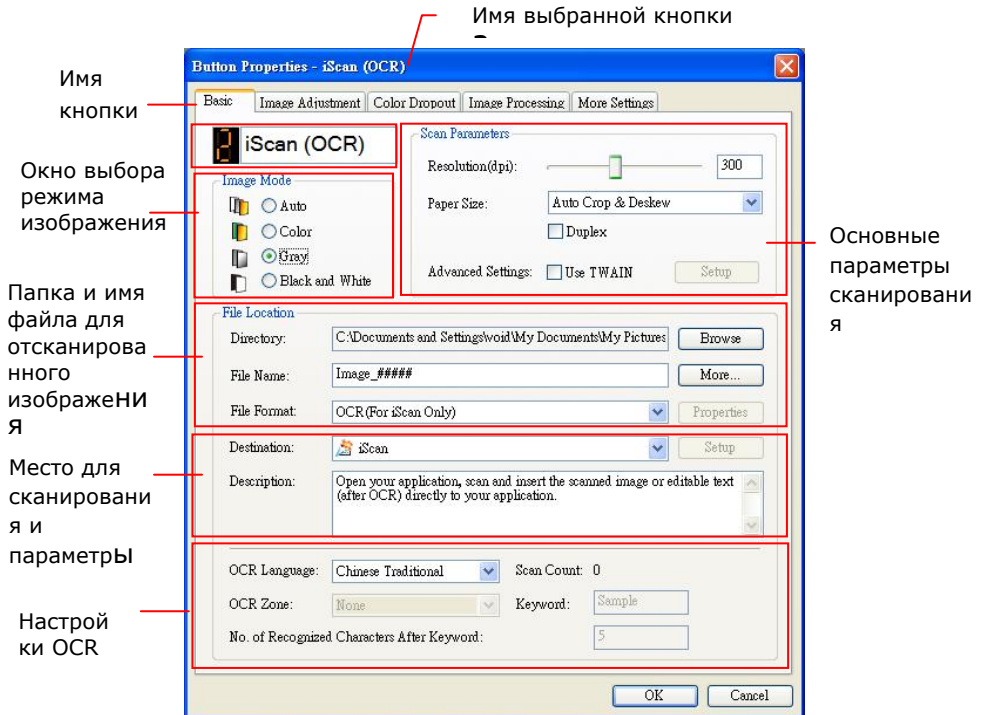 Имя выбранной кнопки
Button Properties - iScan (OCR)
Имя
кнопки
Basic Image Adjustment Color Dropout Image Processing More Settings
2 iScan (OCR)
Окно выбора
режима
изображения
Image Mode
Auto
Color
Gray
Black and White
Scan Parameters
Resolution(dpi): 300
Paper Size: Auto Crop & Deskew
Duplex
Advanced Settings: Use TWAIN Setup
Основные
параметры
сканировани
я
Папка и имя
файла для
отсканирова
нного
изображени
я
File Location
Directory: C:\Documents and Settings\void\My Documents\My Pictures Browse
File Name: Image_##### More...
File Format: OCR(For iScan Only) Properties
Место для
сканировани
я и
параметры
Destination: iScan Setup
Description: Open your application, scan and insert the scanned image or editable text
(after OCR) directly to your application.
Настрой
ки OCR
OCR Language: Chinese Traditional Scan Count: 0
OCR Zone: None Keyword: Sample
No. of Recognized Characters After Keyword: 5
OK Cancel